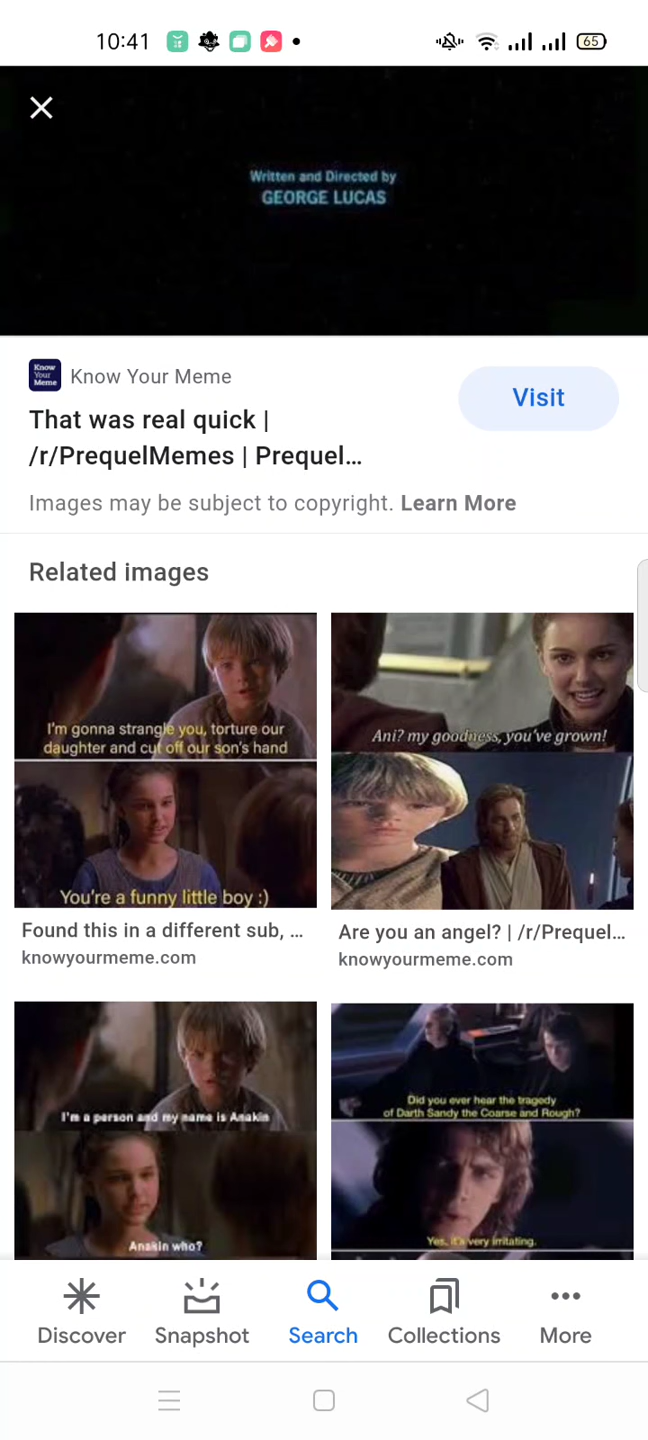 10:41
65
Written and Directed by
GEORGE LUCAS
Know
Your
Meme
Know Your Meme
Visit
That was real quick |
/r/PrequelMemes | Prequel...
Images may be subject to copyright. Learn More
Related images
I'm gonna strangle you, torture our
daughter and cut off our son's hand
You're a funny little boy :)
Found this in a different sub, ...
knowyourmeme.com
Ani? my goodness, you've grown!
Are you an angel? | /r/Prequel...
knowyourmeme.com
I'm a person and my name is Anakin
Anakin who?
Did you ever hear the tragedy
of Darth Sandy the Coarse and Rough?
Yes, it's very irritating.
Discover
Snapshot
Search
Collections
More